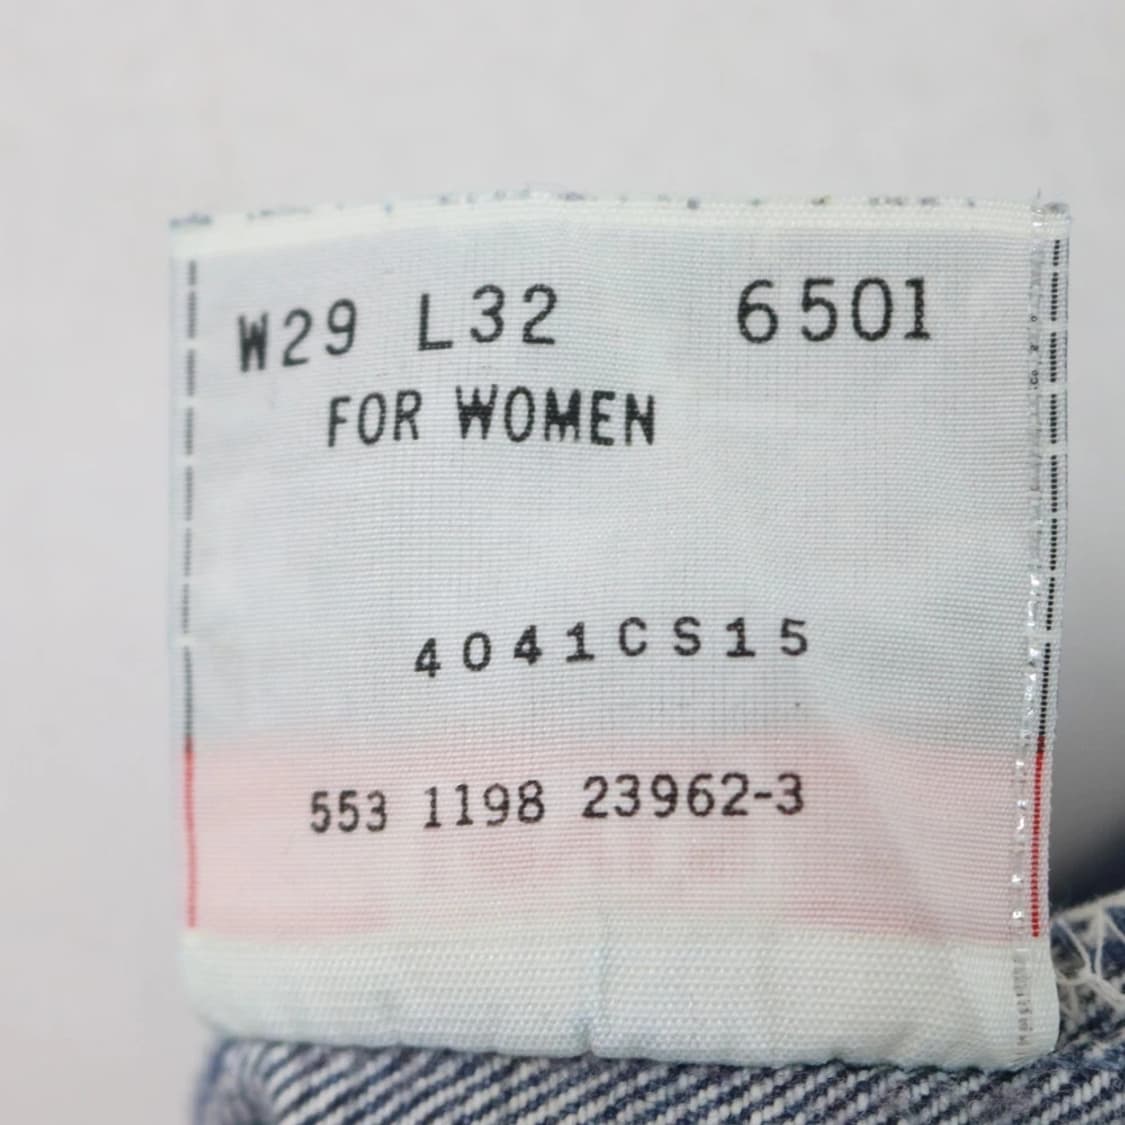 W29 L32 6501
FOR WOMEN
4041CS15
553 1198 23962-3